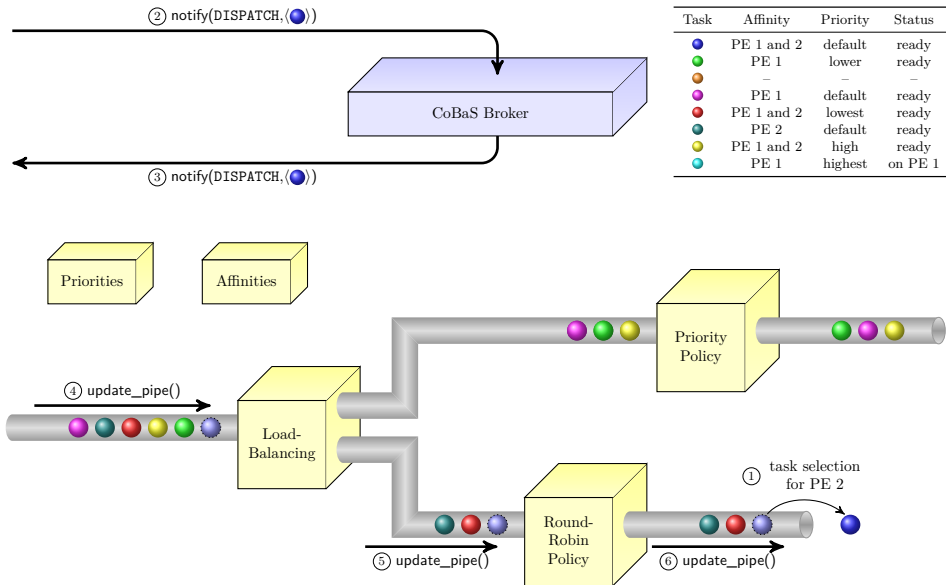 ② notify(DISPATCH,⟨ ⟩)
CoBaS Broker
③ notify(DISPATCH,⟨ ⟩)
Task Affinity Priority Status
PE 1 and 2 default ready
PE 1 lower ready
– – –
PE 1 default ready
PE 1 and 2 lowest ready
PE 2 default ready
PE 1 and 2 high ready
PE 1 highest on PE 1
Priorities
Affinities
Priority
Policy
④ update_pipe()
Load-
Balancing
① task selection
for PE 2
Round-
Robin
Policy
⑤ update_pipe()
⑥ update_pipe()